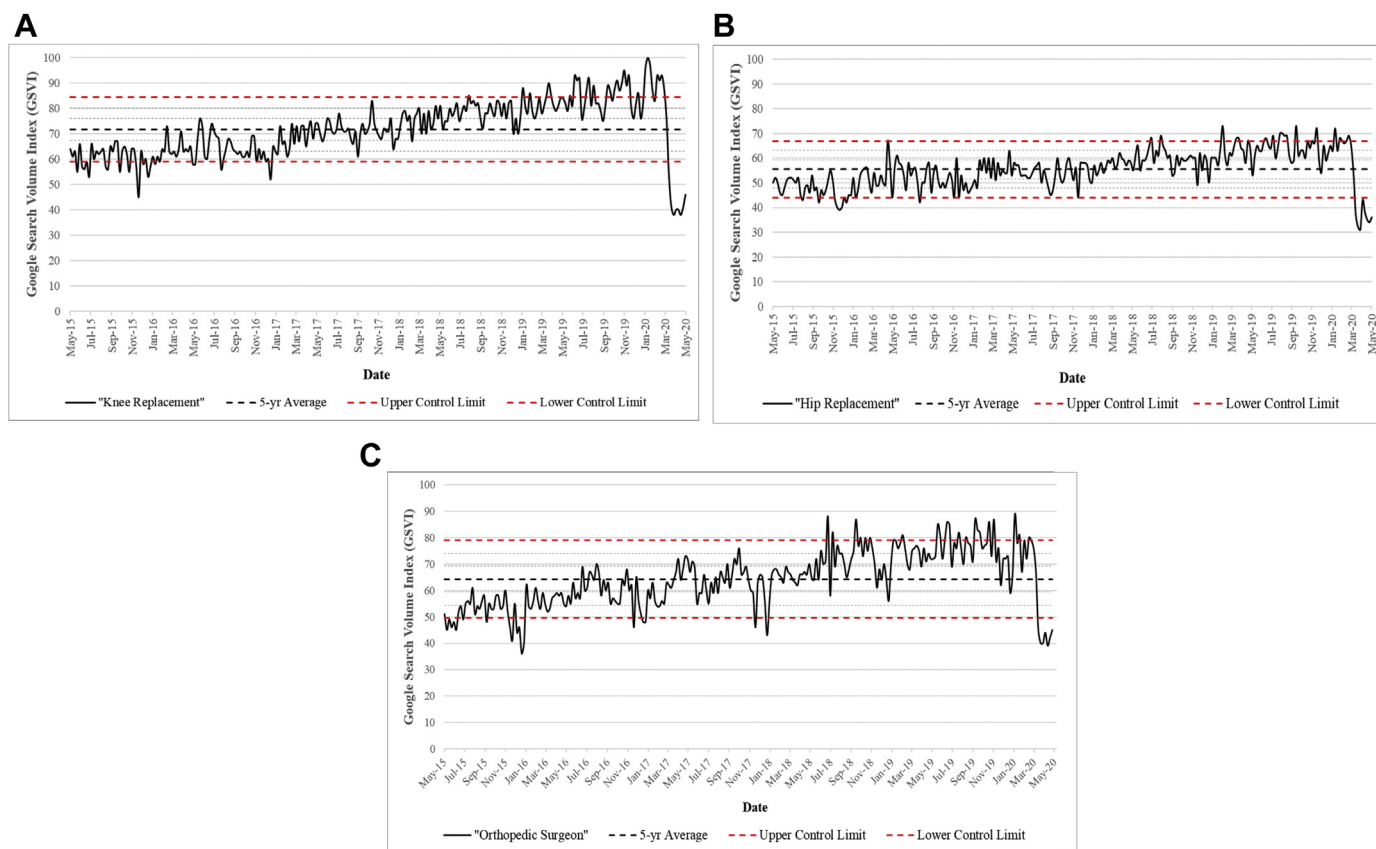 A
Google Search Volume Index (GSVI)
100
90
80
70
60
50
40
30
20
10
0
May-15 Jul-15 Sep-15 Nov-15 Jan-16 Mar-16 May-16 Jul-16 Sep-16 Nov-16 Jan-17 Mar-17 May-17 Jul-17 Sep-17 Nov-17 Jan-18 Mar-18 May-18 Jul-18 Sep-18 Nov-18 Jan-19 Mar-19 May-19 Jul-19 Sep-19 Nov-19 Jan-20 Mar-20 May-20
Date
"Knee Replacement" 5-yr Average Upper Control Limit Lower Control Limit
B
Google Search Volume Index (GSVI)
100
90
80
70
60
50
40
30
20
10
0
May-15 Jul-15 Sep-15 Nov-15 Jan-16 Mar-16 May-16 Jul-16 Sep-16 Nov-16 Jan-17 Mar-17 May-17 Jul-17 Sep-17 Nov-17 Jan-18 Mar-18 May-18 Jul-18 Sep-18 Nov-18 Jan-19 Mar-19 May-19 Jul-19 Sep-19 Nov-19 Jan-20 Mar-20 May-20
Date
"Hip Replacement" 5-yr Average Upper Control Limit Lower Control Limit
C
Google Search Volume Index (GSVI)
100
90
80
70
60
50
40
30
20
10
0
May-15 Jul-15 Sep-15 Nov-15 Jan-16 Mar-16 May-16 Jul-16 Sep-16 Nov-16 Jan-17 Mar-17 May-17 Jul-17 Sep-17 Nov-17 Jan-18 Mar-18 May-18 Jul-18 Sep-18 Nov-18 Jan-19 Mar-19 May-19 Jul-19 Sep-19 Nov-19 Jan-20 Mar-20 May-20
Date
"Orthopedic Surgeon" 5-yr Average Upper Control Limit Lower Control Limit